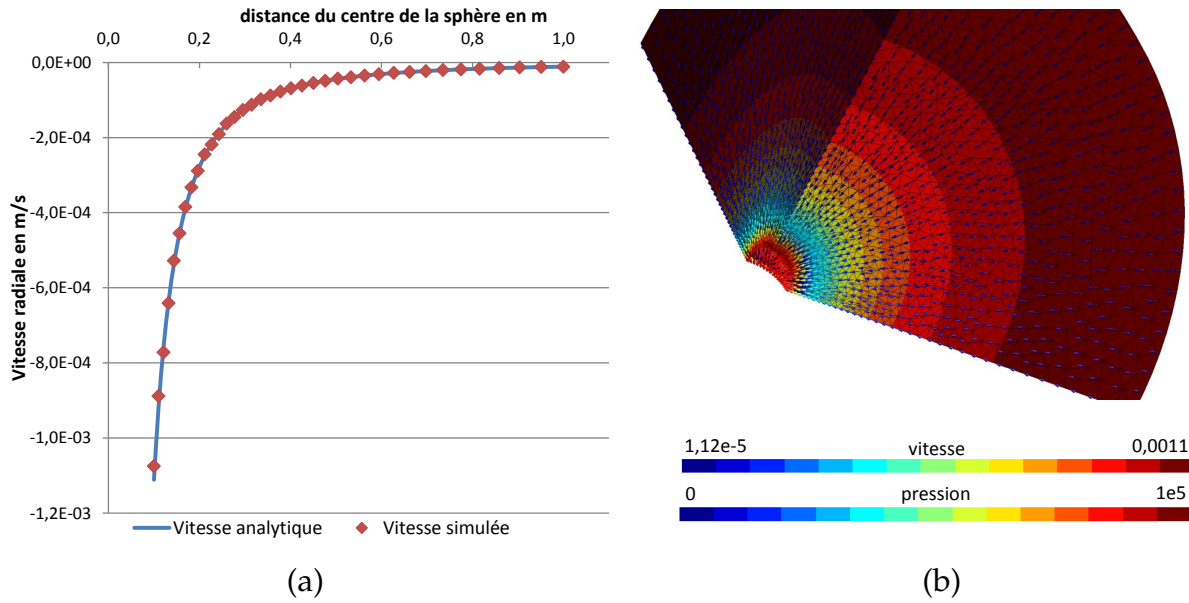 distance du centre de la sphère en m
0,0 0,2 0,4 0,6 0,8 1,0
0,0E+00
-2,0E-04
-4,0E-04
-6,0E-04
-8,0E-04
-1,0E-03
-1,2E-03
Vitesse radiale en m/s
Vitesse analytique Vitesse simulée
(a)
1,12e-5 vitesse 0,0011
0 pression 1e5
(b)